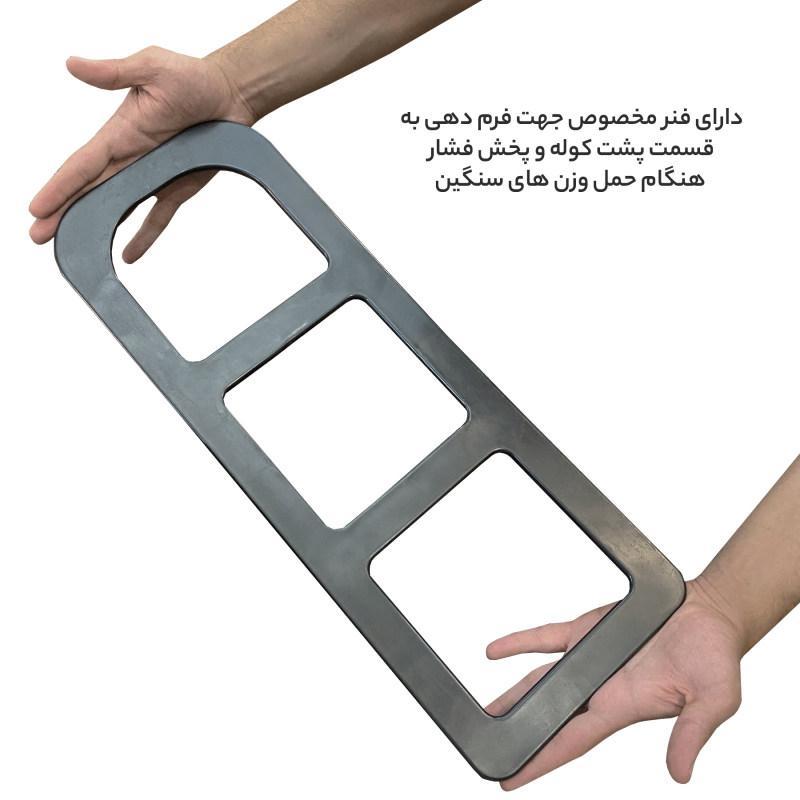 دارای فنر مخصوص جهت فرم دهی به
قسمت پشت کوله و پخش فشار
هنگام حمل وزن های سنگین